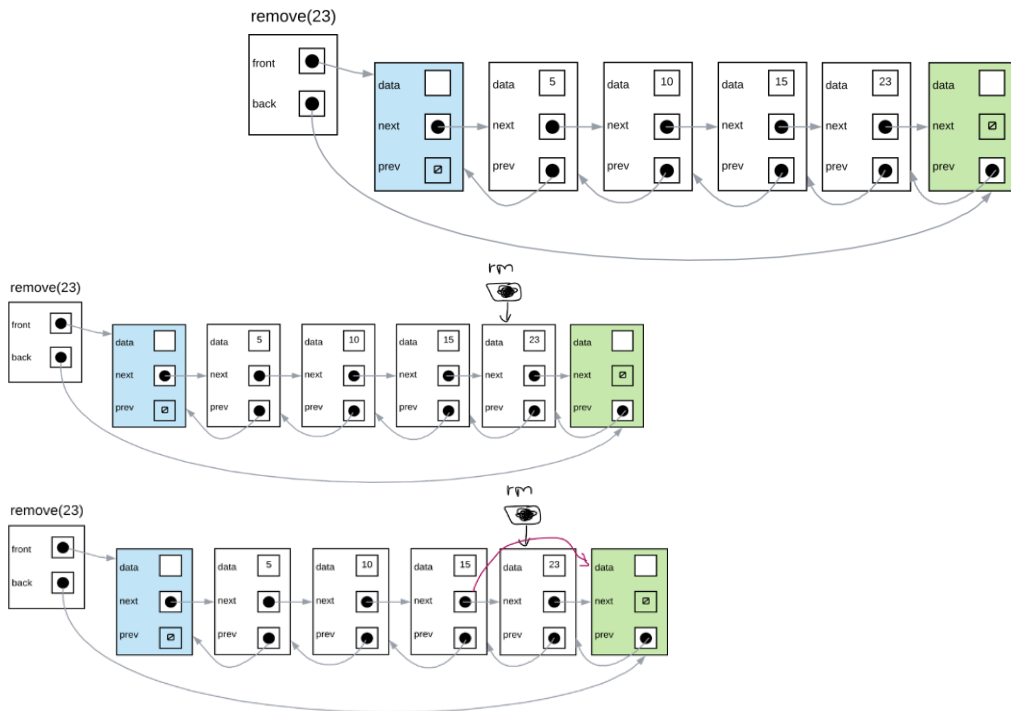 remove(23)
front
back
data 5 10 15 23
data data data data data
next next next next next next
prev prev prev prev prev prev
rm
remove(23)
front
back
data data 5 data 10 data 15 data 23 data
next next next next next next
prev prev prev prev prev prev
rm
remove(23)
front
back
data data 5 data 10 data 15 data 23 data
next next next next next next
prev prev prev prev prev prev